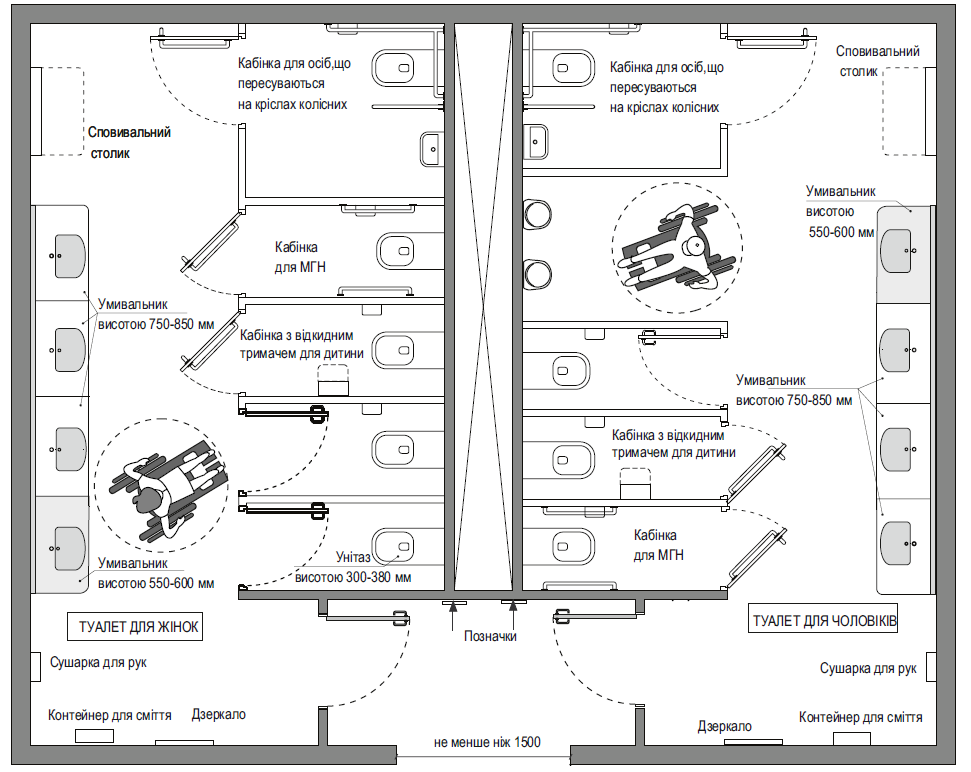 Кабінка для осіб,що
пересуваються
на кріслах колісних
Сповивальний
столик
Кабінка
для МГН
Умивальник
висотою 750-850 мм
Кабінка з відкидним
тримачем для дитини
Умивальник
висотою 550-600 мм
Унітаз
висотою 300-380 мм
ТУАЛЕТ ДЛЯ ЖІНОК
Сушарка для рук
Контейнер для сміття
Дзеркало
Позначки
не менше ніж 1500
Кабінка для осіб,що
пересуваються
на кріслах колісних
Сповивальний
столик
Умивальник
висотою
550-600 мм
Умивальник
висотою 750-850 мм
Кабінка з відкидним
тримачем для дитини
Кабінка
для МГН
ТУАЛЕТ ДЛЯ ЧОЛОВІКІВ
Сушарка для рук
Контейнер для сміття
Дзеркало